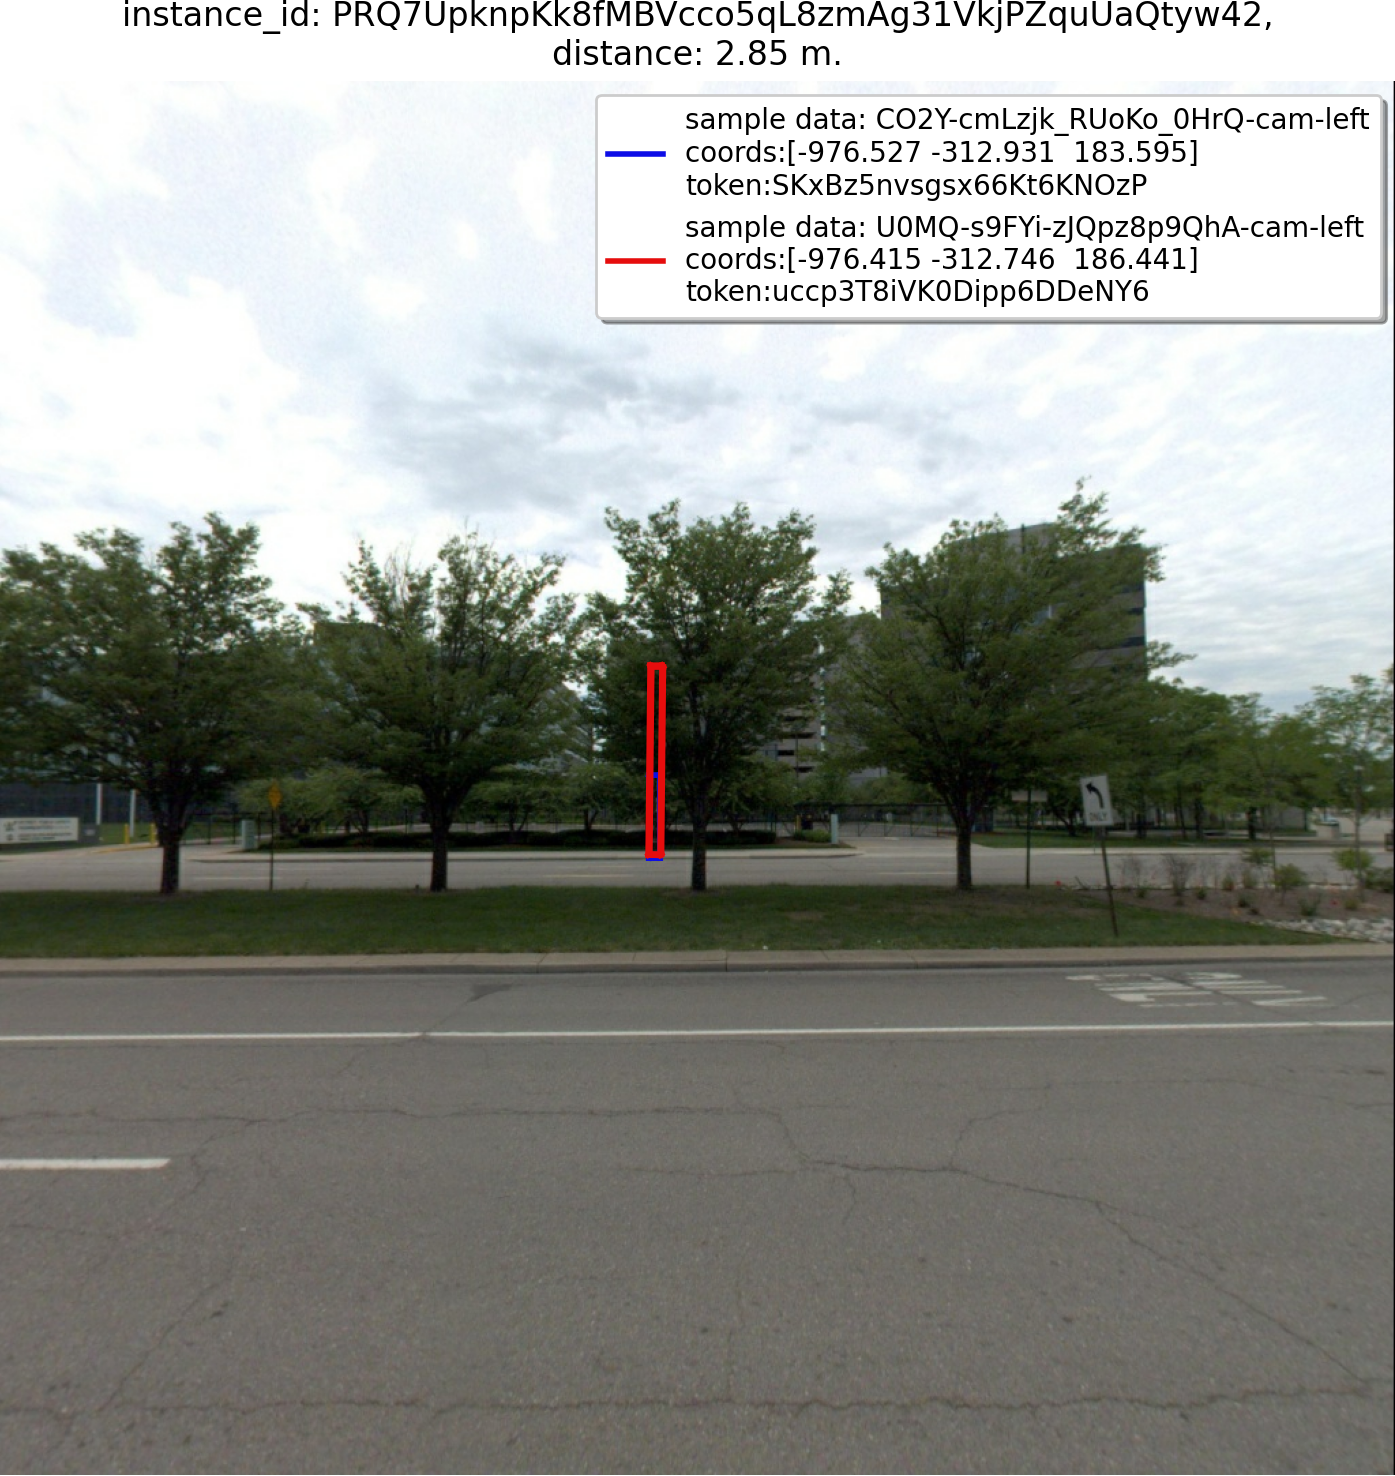 instance_id: PRQ7UpknpKk8fMBVcco5qL8zmAg31VkjPZquUaQtyw42,
distance: 2.85 m.
sample data: CO2Y-cmLzjk_RUoKo_0HrQ-cam-left
coords:[-976.527 -312.931  183.595]
token:SKxBz5nvsgsx66Kt6KNOzP
sample data: U0MQ-s9FYi-zJQpz8p9QhA-cam-left
coords:[-976.415 -312.746  186.441]
token:uccp3T8iVK0Dipp6DDeNY6
ONLY